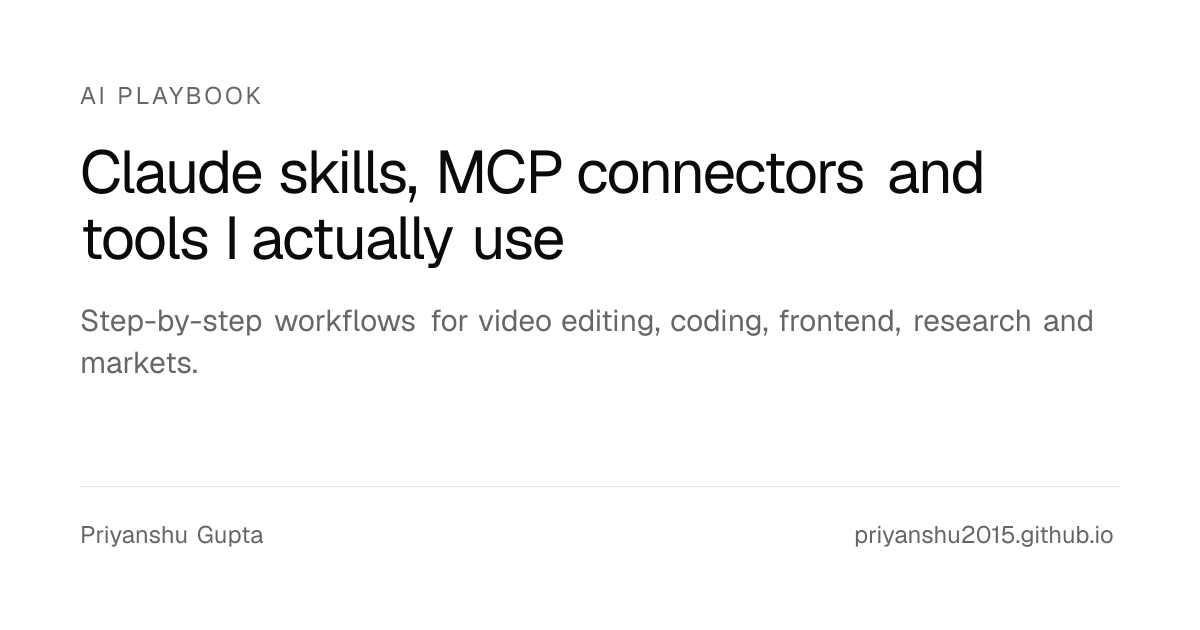 AI PLAYBOOK
Claude skills, MCP connectors and
tools I actually use
Step-by-step workflows for video editing, coding, frontend, research and
markets.
Priyanshu Gupta
priyanshu2015.github.io